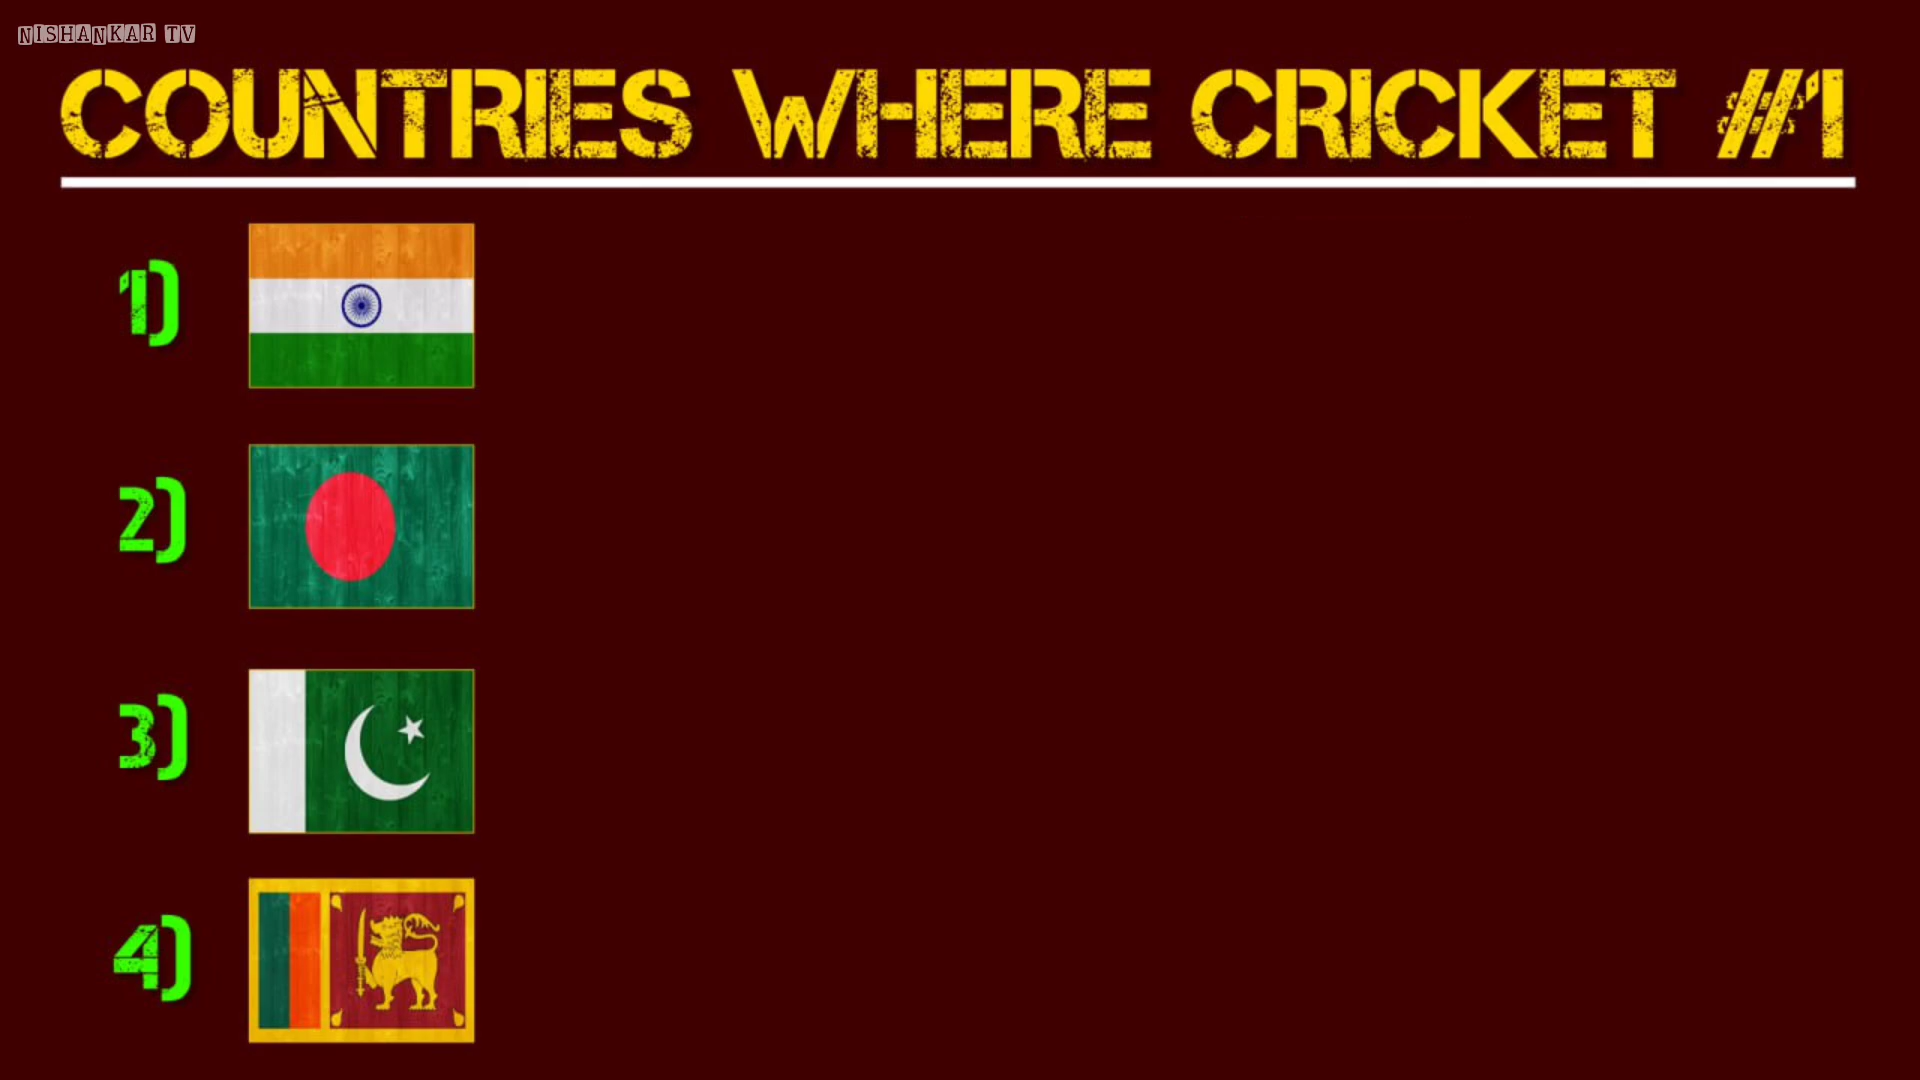 NISHANKAR TV
COUNTRIES WHERE CRICKET #1
1)
2)
3)
4)